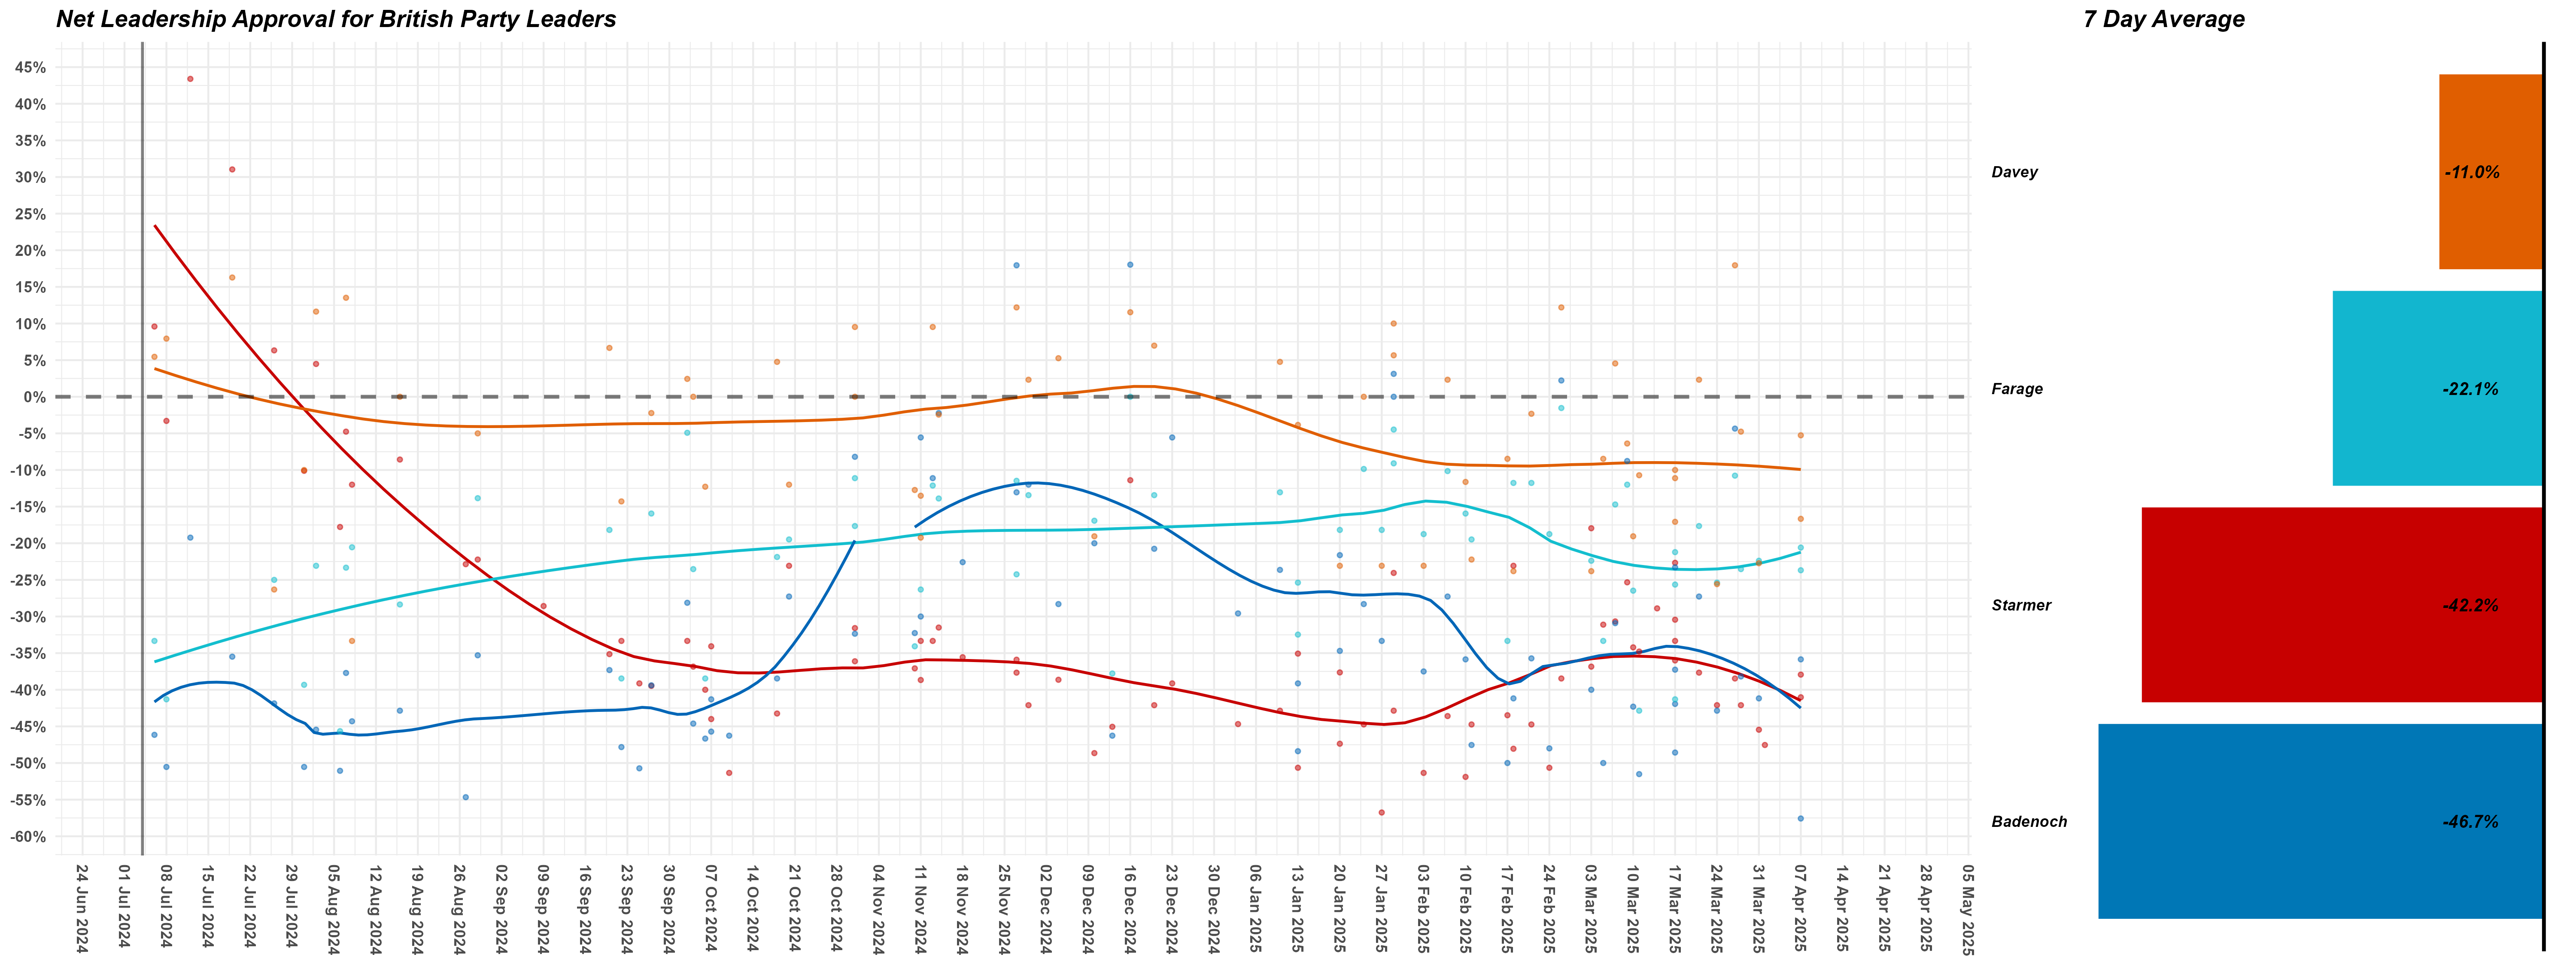 Net Leadership Approval for British Party Leaders
7 Day Average
45%
40%
35%
30%
25%
20%
15%
10%
5%
0%
-5%
-10%
-15%
-20%
-25%
-30%
-35%
-40%
-45%
-50%
-55%
-60%
24 Jun 2024
01 Jul 2024
08 Jul 2024
15 Jul 2024
22 Jul 2024
29 Jul 2024
05 Aug 2024
12 Aug 2024
19 Aug 2024
26 Aug 2024
02 Sep 2024
09 Sep 2024
16 Sep 2024
23 Sep 2024
30 Sep 2024
07 Oct 2024
14 Oct 2024
21 Oct 2024
28 Oct 2024
04 Nov 2024
11 Nov 2024
18 Nov 2024
25 Nov 2024
02 Dec 2024
09 Dec 2024
16 Dec 2024
23 Dec 2024
30 Dec 2024
06 Jan 2025
13 Jan 2025
20 Jan 2025
27 Jan 2025
03 Feb 2025
10 Feb 2025
17 Feb 2025
24 Feb 2025
03 Mar 2025
10 Mar 2025
17 Mar 2025
24 Mar 2025
31 Mar 2025
07 Apr 2025
14 Apr 2025
21 Apr 2025
28 Apr 2025
05 May 2025
Davey
-11.0%
Farage
-22.1%
Starmer
-42.2%
Badenoch
-46.7%